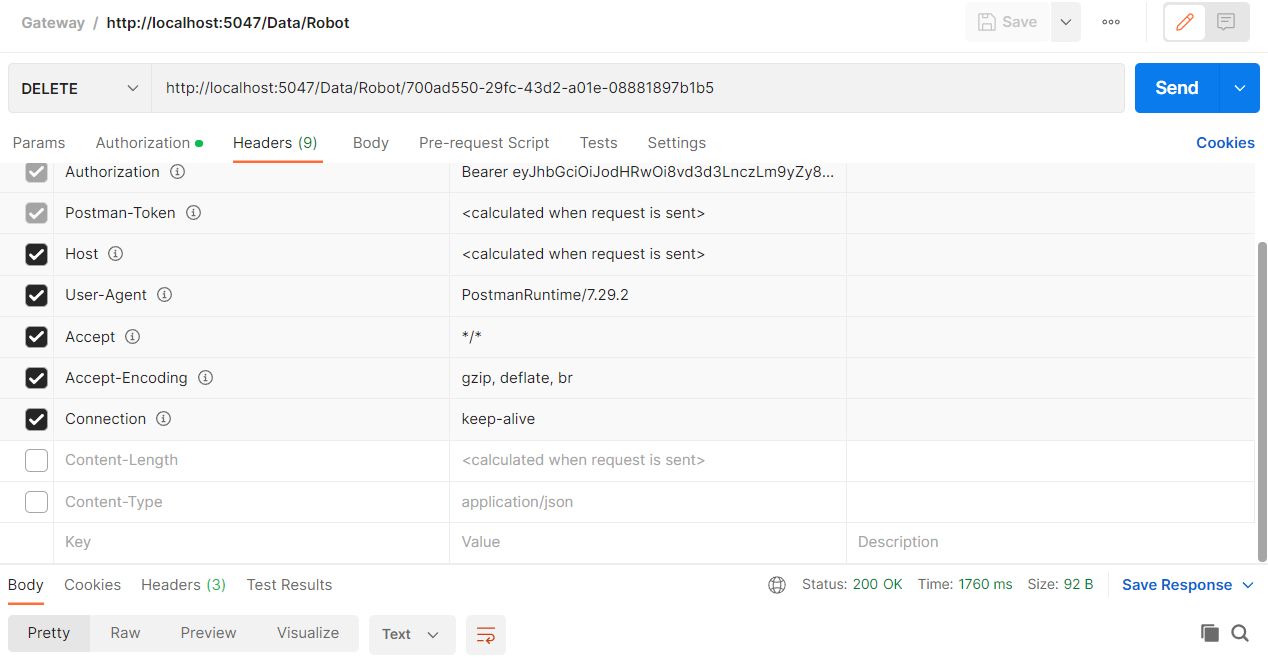 Gateway / http://localhost:5047/Data/Robot
Save
DELETE http://localhost:5047/Data/Robot/700ad550-29fc-43d2-a01e-08881897b1b5 Send
Params Authorization Headers (9) Body Pre-request Script Tests Settings Cookies
Authorization Bearer eyJhbGciOiJodHRwOi8vd3d3LnczLm9yZy8...
Postman-Token <calculated when request is sent>
Host <calculated when request is sent>
User-Agent PostmanRuntime/7.29.2
Accept */*
Accept-Encoding gzip, deflate, br
Connection keep-alive
Content-Length <calculated when request is sent>
Content-Type application/json
Key Value Description
Body Cookies Headers (3) Test Results Status: 200 OK Time: 1760 ms Size: 92 B Save Response
Pretty Raw Preview Visualize Text